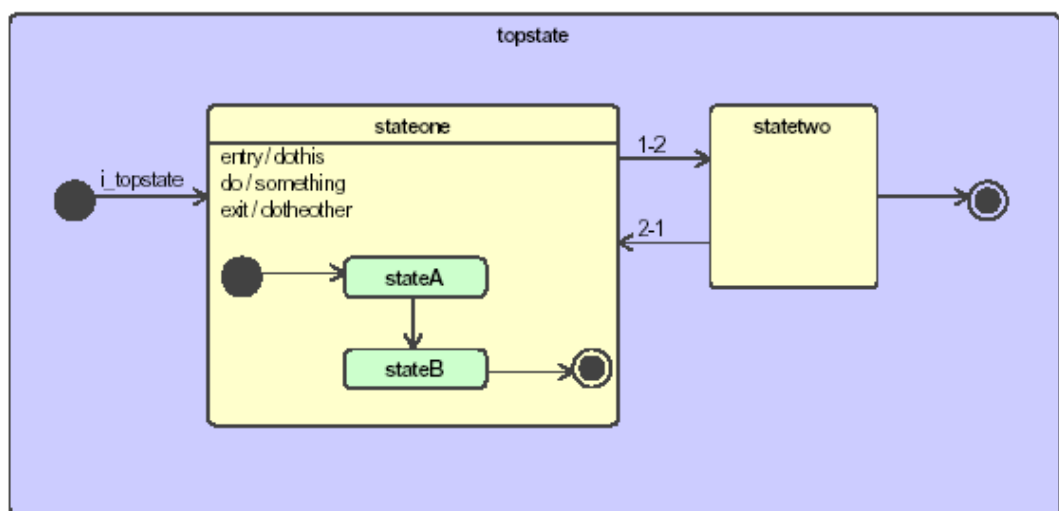 topstate
stateone
statetwo
entry / dothis
1-2
do / something
i_topstate
exit / dotheother
2-1
stateA
stateB